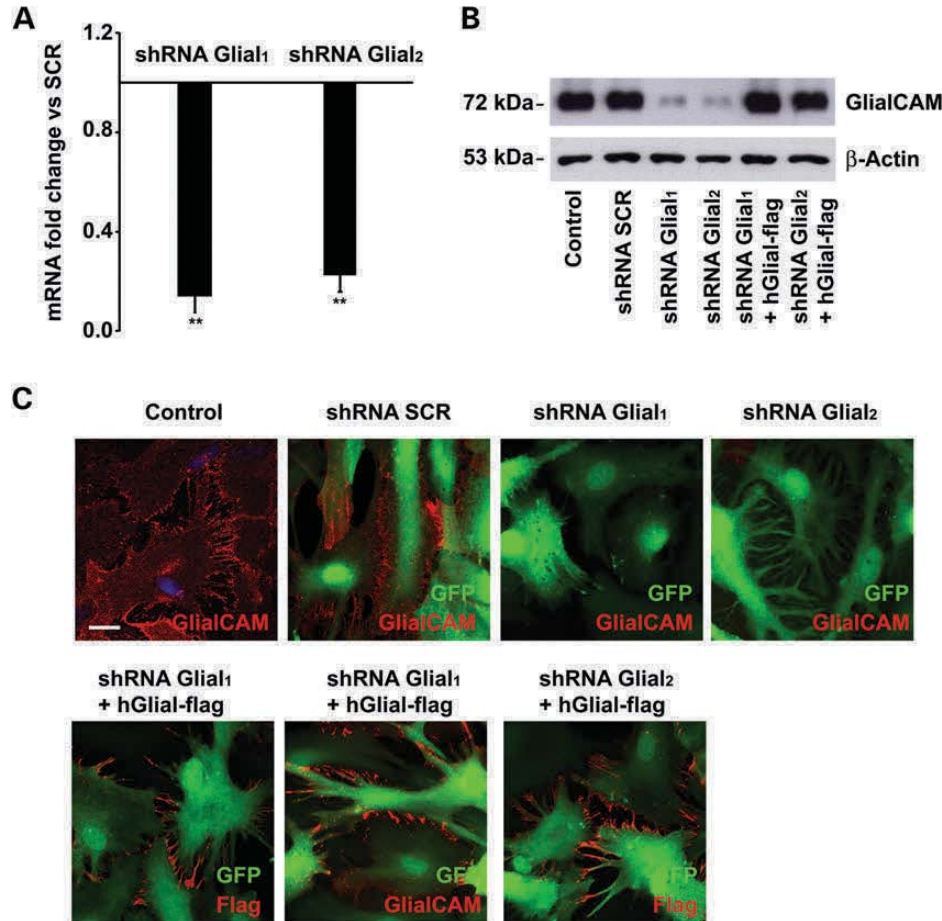 A
mRNA fold change vs SCR
1.2
0.8
0.4
0.0
shRNA Glial1
shRNA Glial2
**
**
B
72 kDa-
GlialCAM
53 kDa-
β-Actin
Control
shRNA SCR
shRNA Glial1
shRNA Glial2
shRNA Glial1
+ hGlial-flag
shRNA Glial2
+ hGlial-flag
C
Control
GlialCAM
shRNA SCR
GFP
GlialCAM
shRNA Glial1
GFP
GlialCAM
shRNA Glial2
GFP
GlialCAM
shRNA Glial1
+ hGlial-flag
GFP
Flag
shRNA Glial1
+ hGlial-flag
GFP
GlialCAM
shRNA Glial2
+ hGlial-flag
GFP
Flag